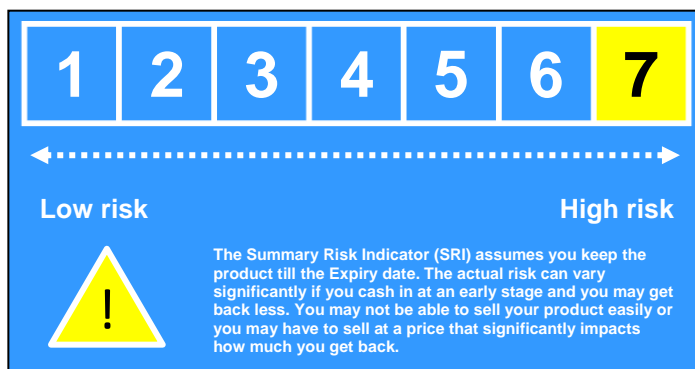 1 2 3 4 5 6 7
Low risk High risk
!
The Summary Risk Indicator (SRI) assumes you keep the
product till the Expiry date. The actual risk can vary
significantly if you cash in at an early stage and you may get
back less. You may not be able to sell your product easily or
you may have to sell at a price that significantly impacts
how much you get back.